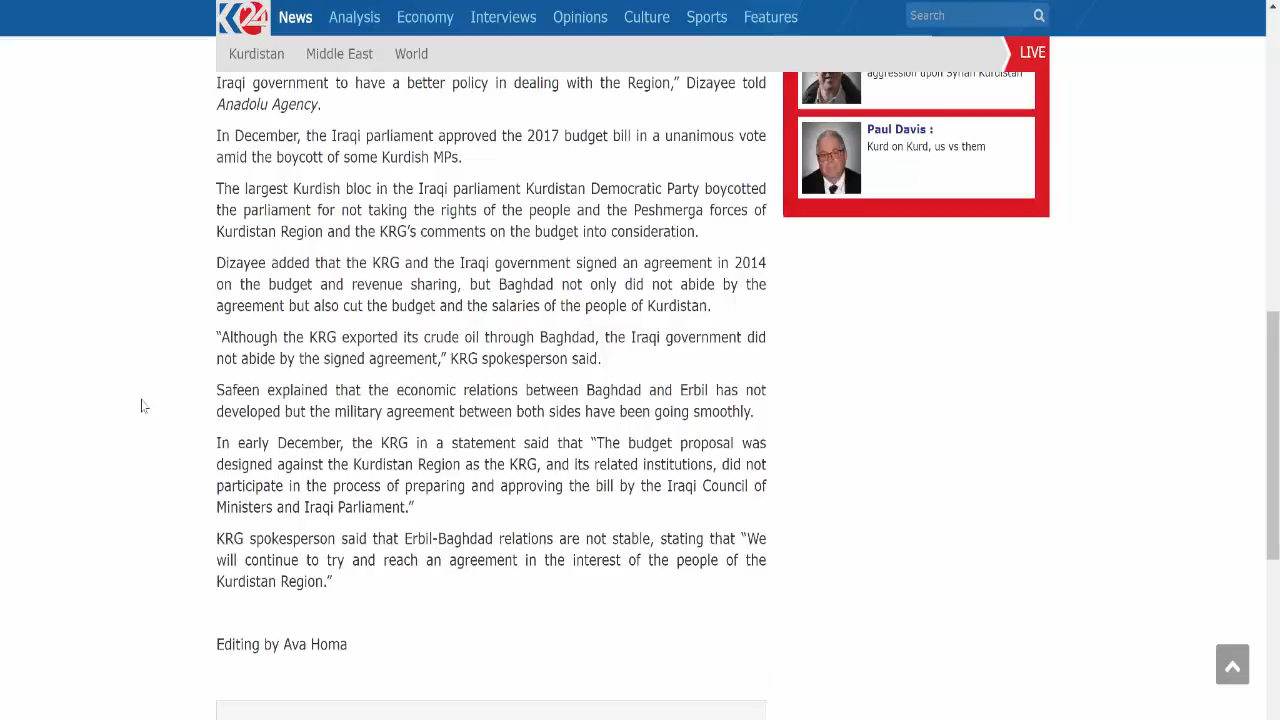 K24
News Analysis Economy Interviews Opinions Culture Sports Features
Search
Kurdistan Middle East World
LIVE
Iraqi government to have a better policy in dealing with the Region,” Dizayee told
Anadolu Agency.
In December, the Iraqi parliament approved the 2017 budget bill in a unanimous vote
amid the boycott of some Kurdish MPs.
The largest Kurdish bloc in the Iraqi parliament Kurdistan Democratic Party boycotted
the parliament for not taking the rights of the people and the Peshmerga forces of
Kurdistan Region and the KRG’s comments on the budget into consideration.
Dizayee added that the KRG and the Iraqi government signed an agreement in 2014
on the budget and revenue sharing, but Baghdad not only did not abide by the
agreement but also cut the budget and the salaries of the people of Kurdistan.
“Although the KRG exported its crude oil through Baghdad, the Iraqi government did
not abide by the signed agreement,” KRG spokesperson said.
Safeen explained that the economic relations between Baghdad and Erbil has not
developed but the military agreement between both sides have been going smoothly.
In early December, the KRG in a statement said that “The budget proposal was
designed against the Kurdistan Region as the KRG, and its related institutions, did not
participate in the process of preparing and approving the bill by the Iraqi Council of
Ministers and Iraqi Parliament.”
KRG spokesperson said that Erbil-Baghdad relations are not stable, stating that “We
will continue to try and reach an agreement in the interest of the people of the
Kurdistan Region.”
Editing by Ava Homa
aggression upon Syrian Kurdistan
Paul Davis :
Kurd on Kurd, us vs them